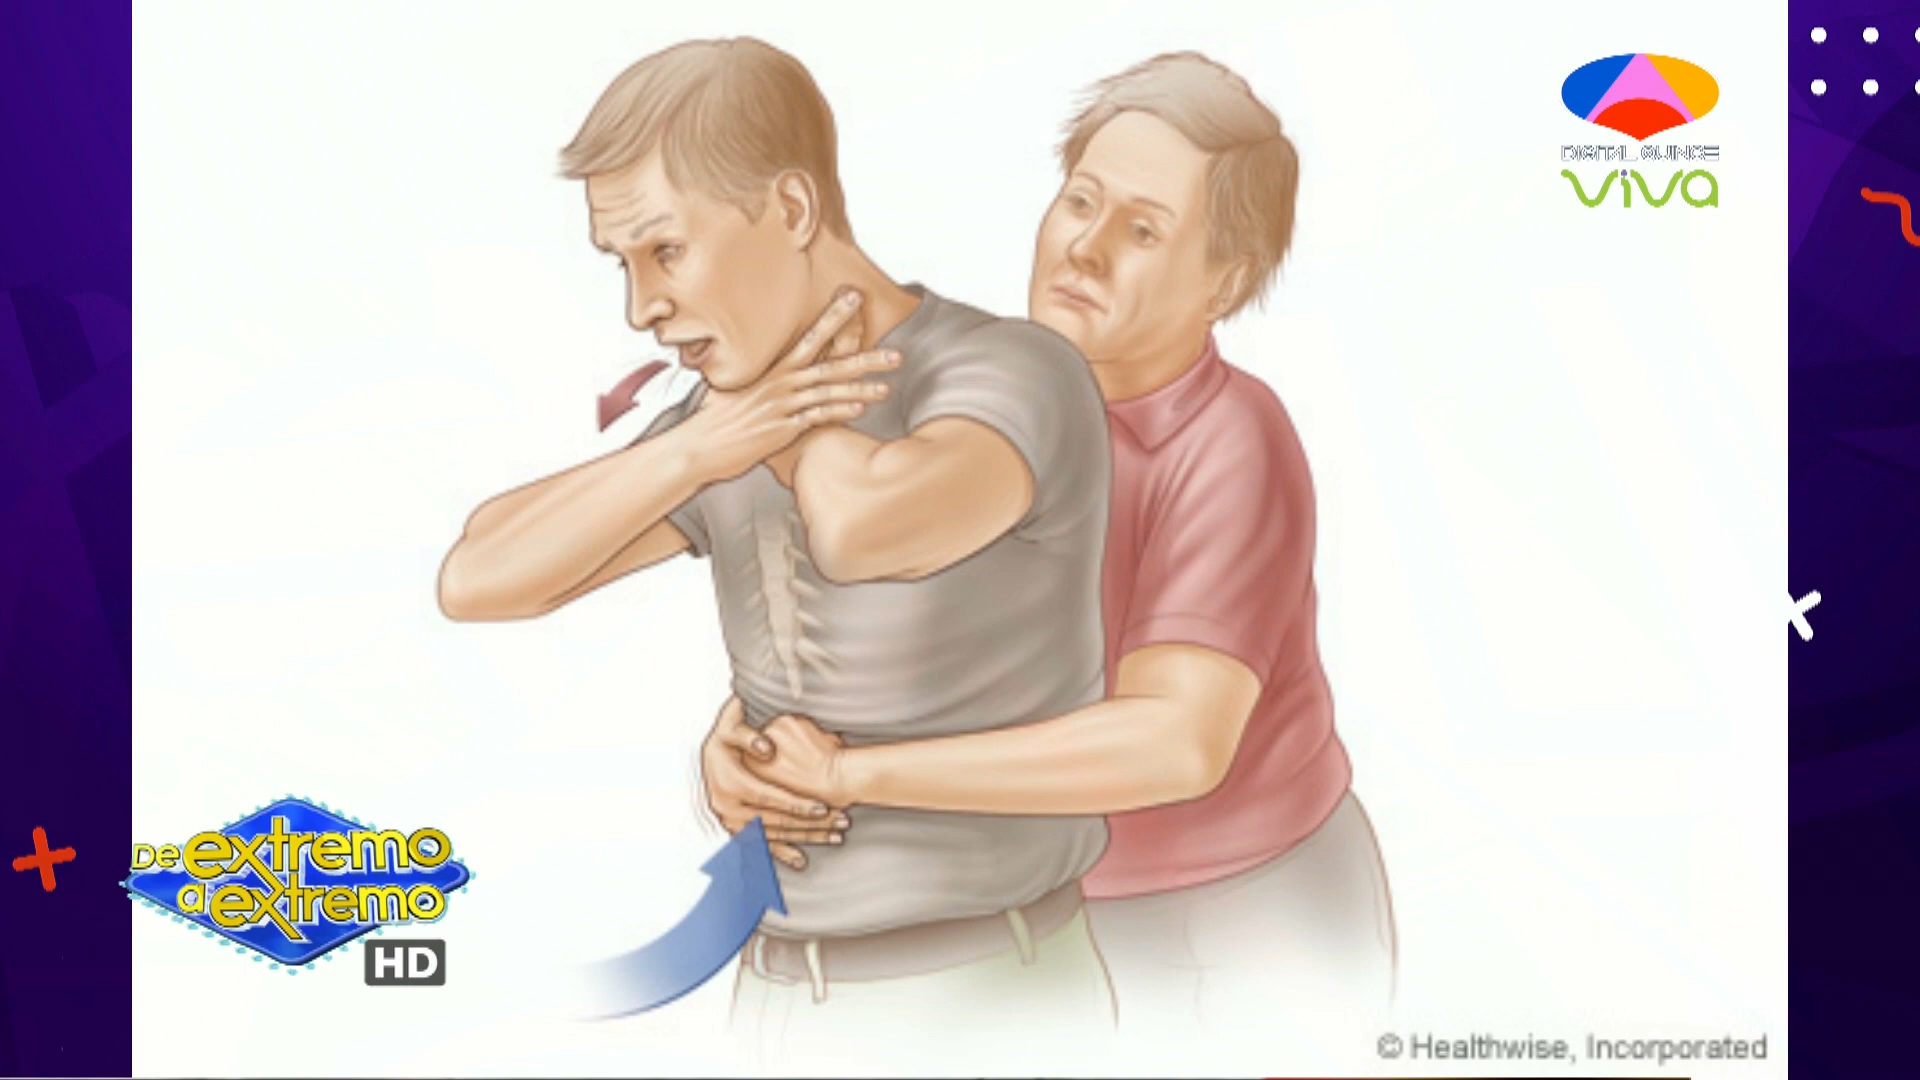 DIGITAL QUINCE
ViVa
De extremo
a extremo
HD
© Healthwise, Incorporated